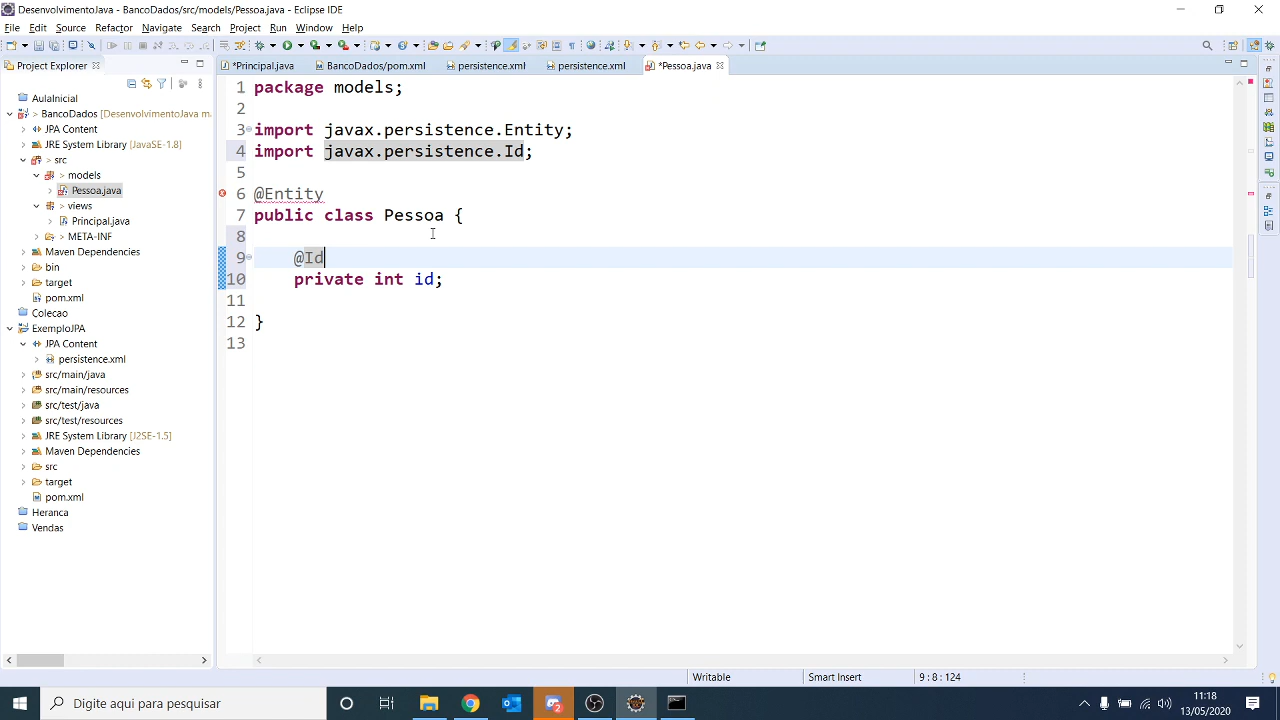 DesenvolvimentoJava - BancoDados/src/models/Pessoa.java - Eclipse IDE
File Edit Source Refactor Navigate Search Project Run Window Help
Project Explorer
*Principal.java BancoDados/pom.xml persistence.xml persistence.xml *Pessoa.java
AulaInicial
> BancoDados [DesenvolvimentoJava m
JPA Content
JRE System Library [JavaSE-1.8]
> src
> models
Pessoa.java
> views
Principal.java
> META-INF
Maven Dependencies
bin
target
pom.xml
Colecao
ExemploJPA
JPA Content
persistence.xml
src/main/java
src/main/resources
src/test/java
src/test/resources
JRE System Library [J2SE-1.5]
Maven Dependencies
src
target
pom.xml
Heranca
Vendas
1 package models;
2
3 import javax.persistence.Entity;
4 import javax.persistence.Id;
5
6 @Entity
7 public class Pessoa {
8
9 @Id
10 private int id;
11
12 }
13
Writable Smart Insert 9 : 8 : 124
Digite aqui para pesquisar
11:18
13/05/2020